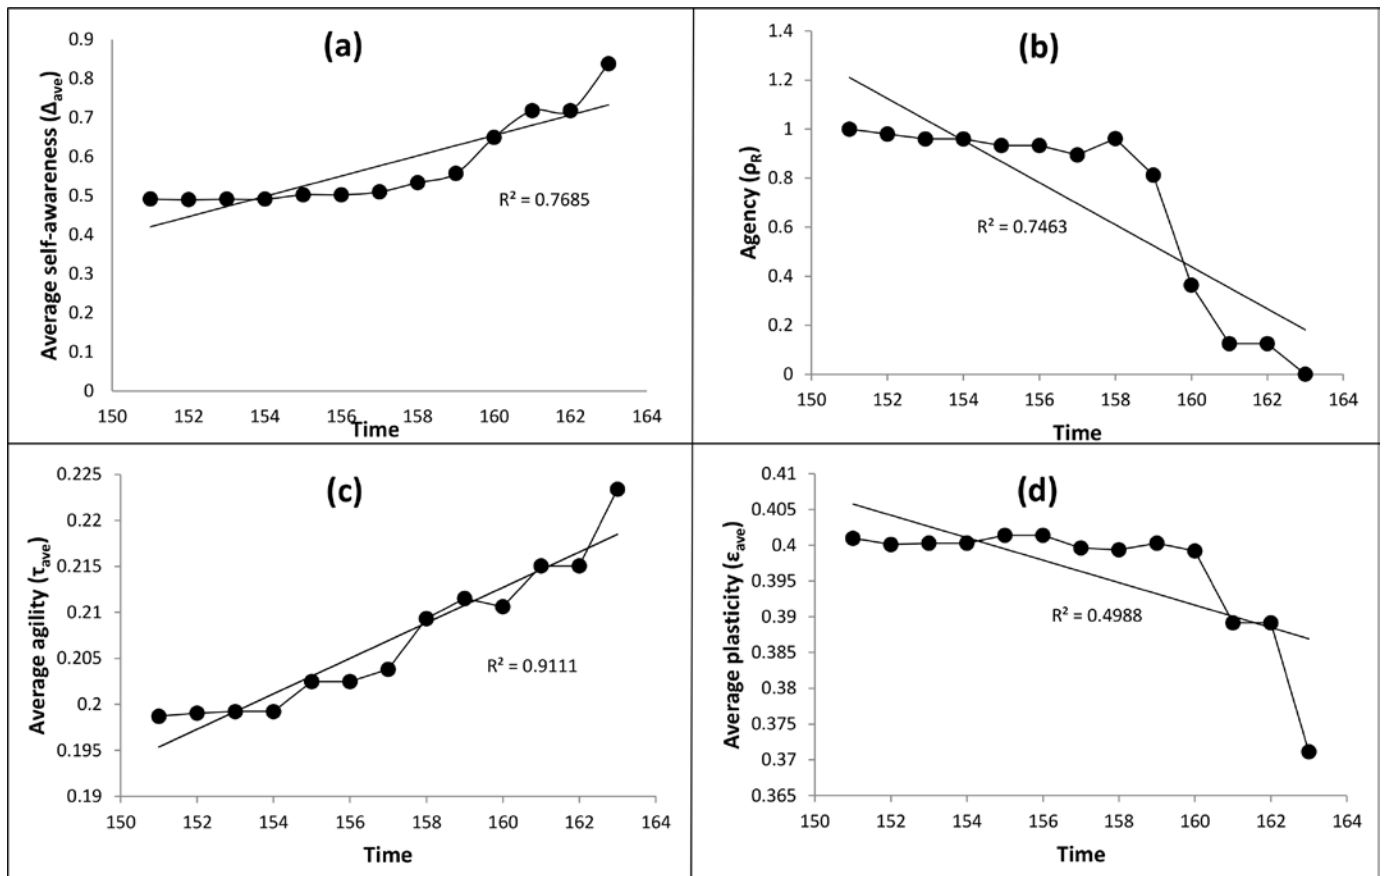 (a)
Average self-awareness (Δave)
0.9
0.8
0.7
0.6
0.5
0.4
0.3
0.2
0.1
0
R² = 0.7685
150 152 154 156 158 160 162 164
Time
(b)
Agency (ρR)
1.4
1.2
1
0.8
0.6
0.4
0.2
0
R² = 0.7463
150 152 154 156 158 160 162 164
Time
(c)
Average agility (τave)
0.225
0.22
0.215
0.21
0.205
0.2
0.195
0.19
R² = 0.9111
150 152 154 156 158 160 162 164
Time
(d)
Average plasticity (εave)
0.41
0.405
0.4
0.395
0.39
0.385
0.38
0.375
0.37
0.365
R² = 0.4988
150 152 154 156 158 160 162 164
Time